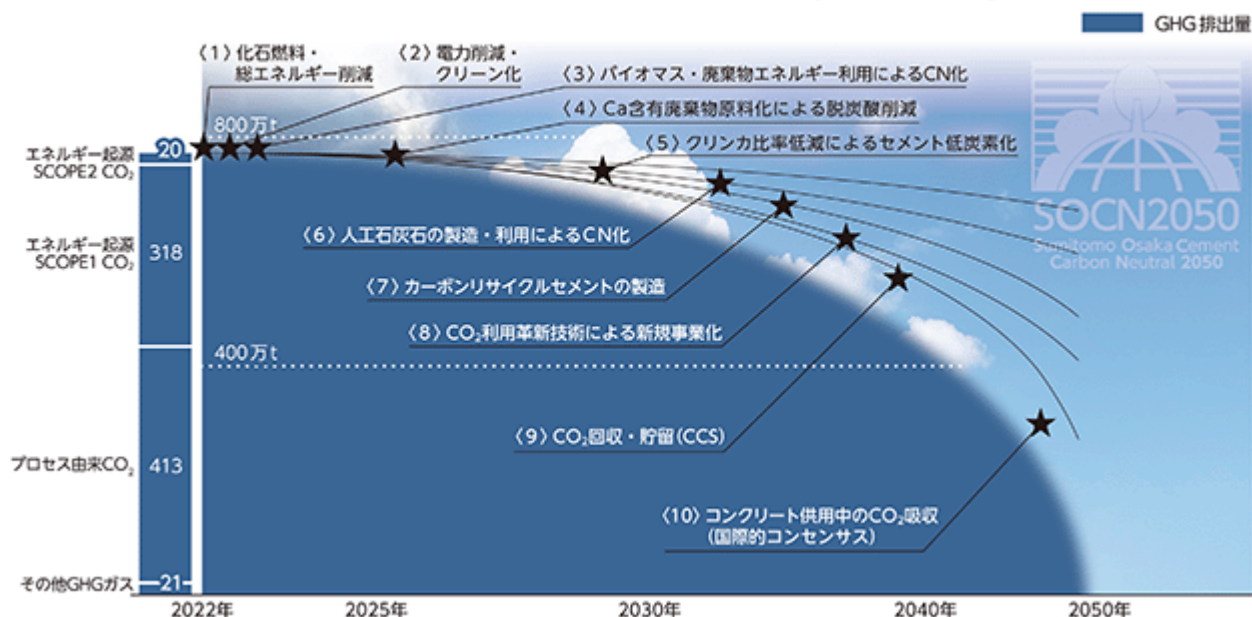 GHG排出量
〈1〉化石燃料・
総エネルギー削減
〈2〉電力削減・
クリーン化
〈3〉バイオマス・廃棄物エネルギー利用によるCN化
〈4〉Ca含有廃棄物原料化による脱炭酸削減
800万t
〈5〉クリンカ比率低減によるセメント低炭素化
エネルギー起源
SCOPE2 CO₂
20
SOCN2050
Sumitomo Osaka Cement
Carbon Neutral 2050
〈6〉人工石灰石の製造・利用によるCN化
エネルギー起源
SCOPE1 CO₂
318
〈7〉カーボンリサイクルセメントの製造
〈8〉CO₂利用革新技術による新規事業化
400万t
〈9〉CO₂回収・貯留(CCS)
プロセス由来CO₂
413
〈10〉コンクリート供用中のCO₂吸収
(国際的コンセンサス)
その他GHGガス
21
2022年
2025年
2030年
2040年
2050年